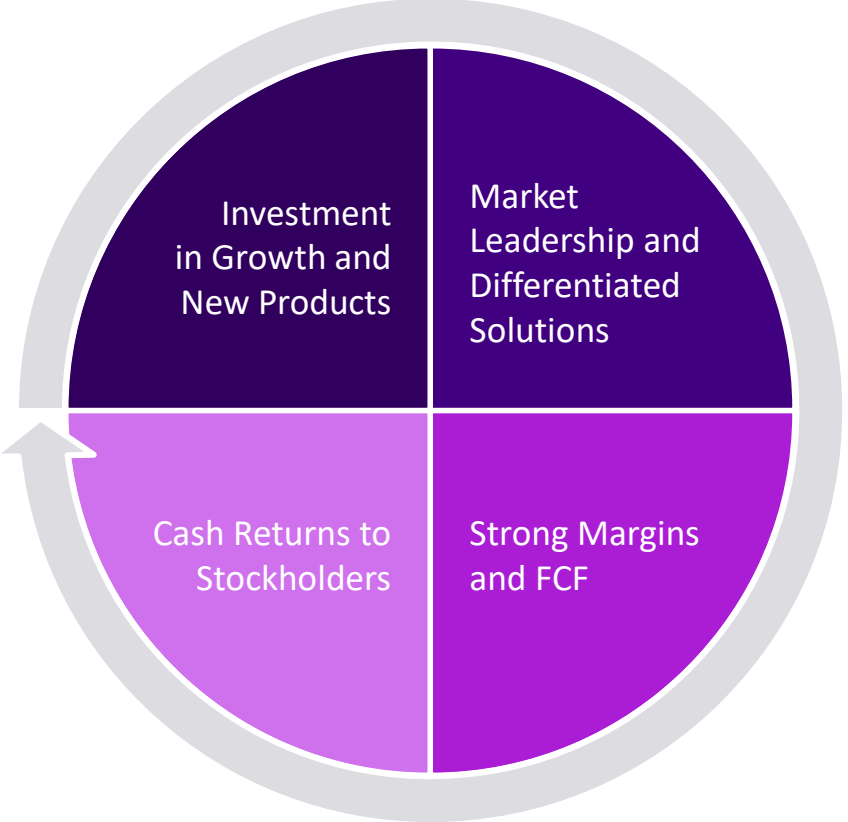 Investment
in Growth and
New Products
Market
Leadership and
Differentiated
Solutions
Cash Returns to
Stockholders
Strong Margins
and FCF